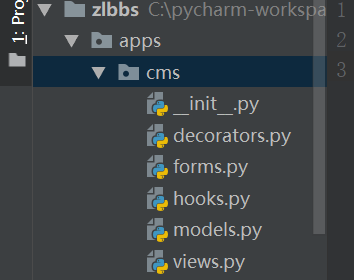 1: Proj
zlbbs C:\pycharm-workspa
apps
cms
__init__.py
decorators.py
forms.py
hooks.py
models.py
views.py
1
2
3